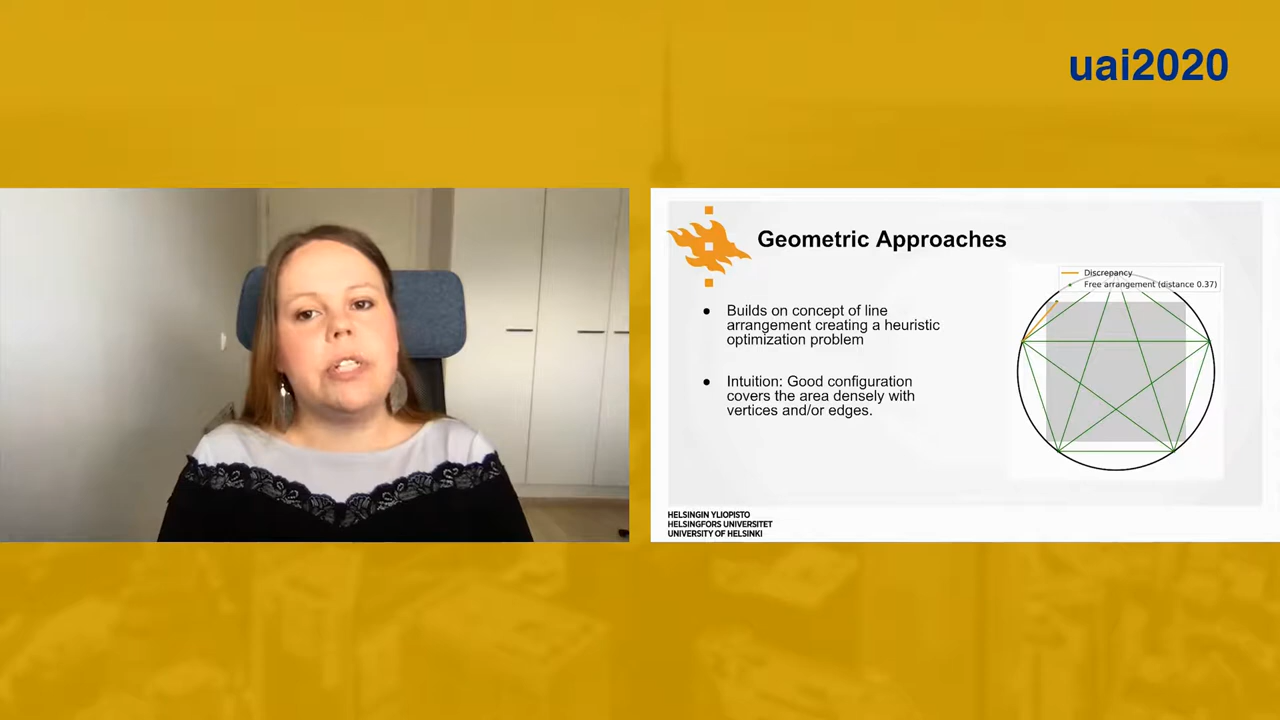 uai2020
Geometric Approaches
Discrepancy
Free arrangement (distance 0.37)
● Builds on concept of line
arrangement creating a heuristic
optimization problem
● Intuition: Good configuration
covers the area densely with
vertices and/or edges.
HELSINGIN YLIOPISTO
HELSINGFORS UNIVERSITET
UNIVERSITY OF HELSINKI